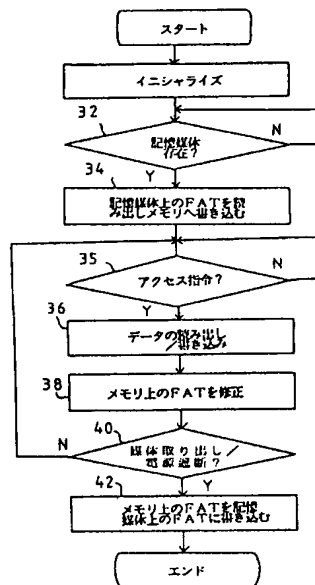 スタート
イニシャライズ
32
記憶媒体
存在?
N
Y
34
記憶媒体上のFATを読
み出しメモリへ書き込む
35
アクセス指令?
N
Y
36
データの読み出し
/書き込み
38
メモリ上のFATを修正
40
媒体取り出し/
電源遮断?
N
Y
42
メモリ上のFATを記憶
媒体上のFATに書き込む
エンド